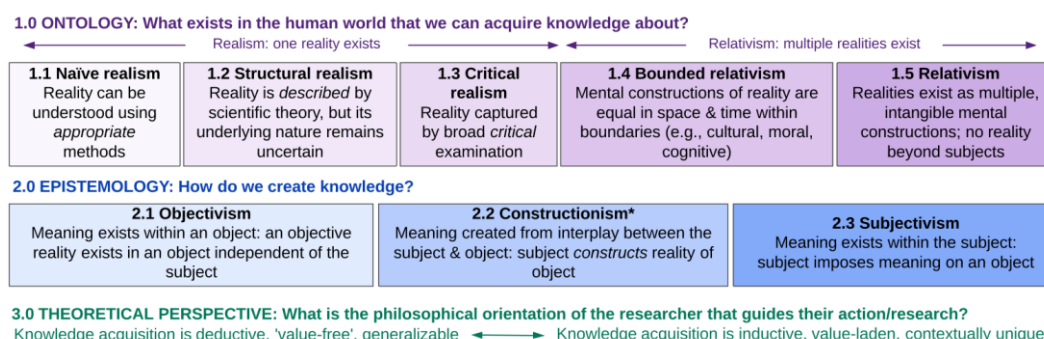 1.0 ONTOLOGY: What exists in the human world that we can acquire knowledge about?
Realism: one reality exists
Relativism: multiple realities exist
1.1 Naïve realism
Reality can be
understood using
appropriate
methods
1.2 Structural realism
Reality is described by
scientific theory, but its
underlying nature remains
uncertain
1.3 Critical
realism
Reality captured
by broad critical
examination
1.4 Bounded relativism
Mental constructions of reality are
equal in space & time within
boundaries (e.g., cultural, moral,
cognitive)
1.5 Relativism
Realities exist as multiple,
intangible mental
constructions; no reality
beyond subjects
2.0 EPISTEMOLOGY: How do we create knowledge?
2.1 Objectivism
Meaning exists within an object: an objective
reality exists in an object independent of the
subject
2.2 Constructionism*
Meaning created from interplay between the
subject & object: subject constructs reality of
object
2.3 Subjectivism
Meaning exists within the subject:
subject imposes meaning on an object
3.0 THEORETICAL PERSPECTIVE: What is the philosophical orientation of the researcher that guides their action/research?
Knowledge acquisition is deductive, 'value-free', generalizable
Knowledge acquisition is inductive, value-laden, contextually unique